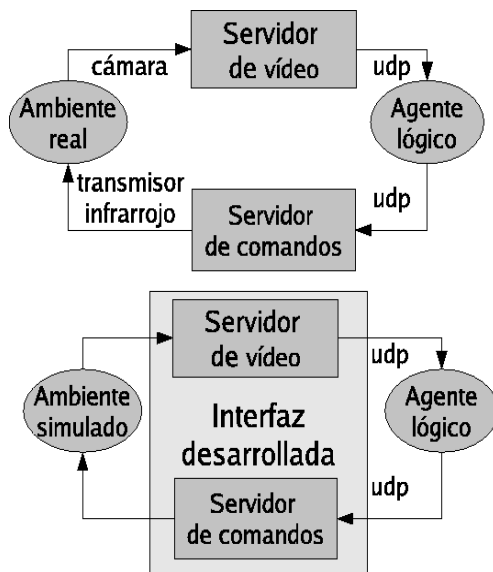 Servidor
de vídeo
cámara
udp
Ambiente
real
Agente
lógico
transmisor
infrarrojo
udp
Servidor
de comandos
Servidor
de vídeo
udp
Ambiente
simulado
Agente
lógico
Interfaz
desarrollada
udp
Servidor
de comandos